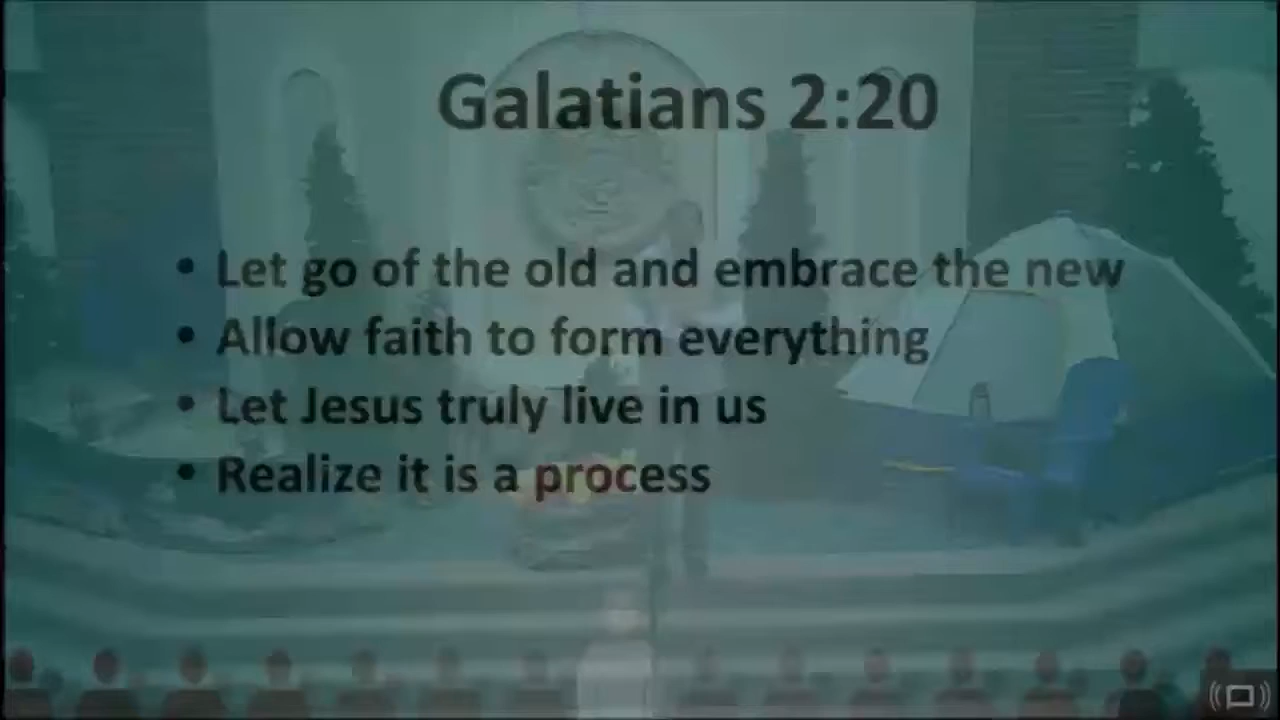 Galatians 2:20
• Let go of the old and embrace the new
• Allow faith to form everything
• Let Jesus truly live in us
• Realize it is a process